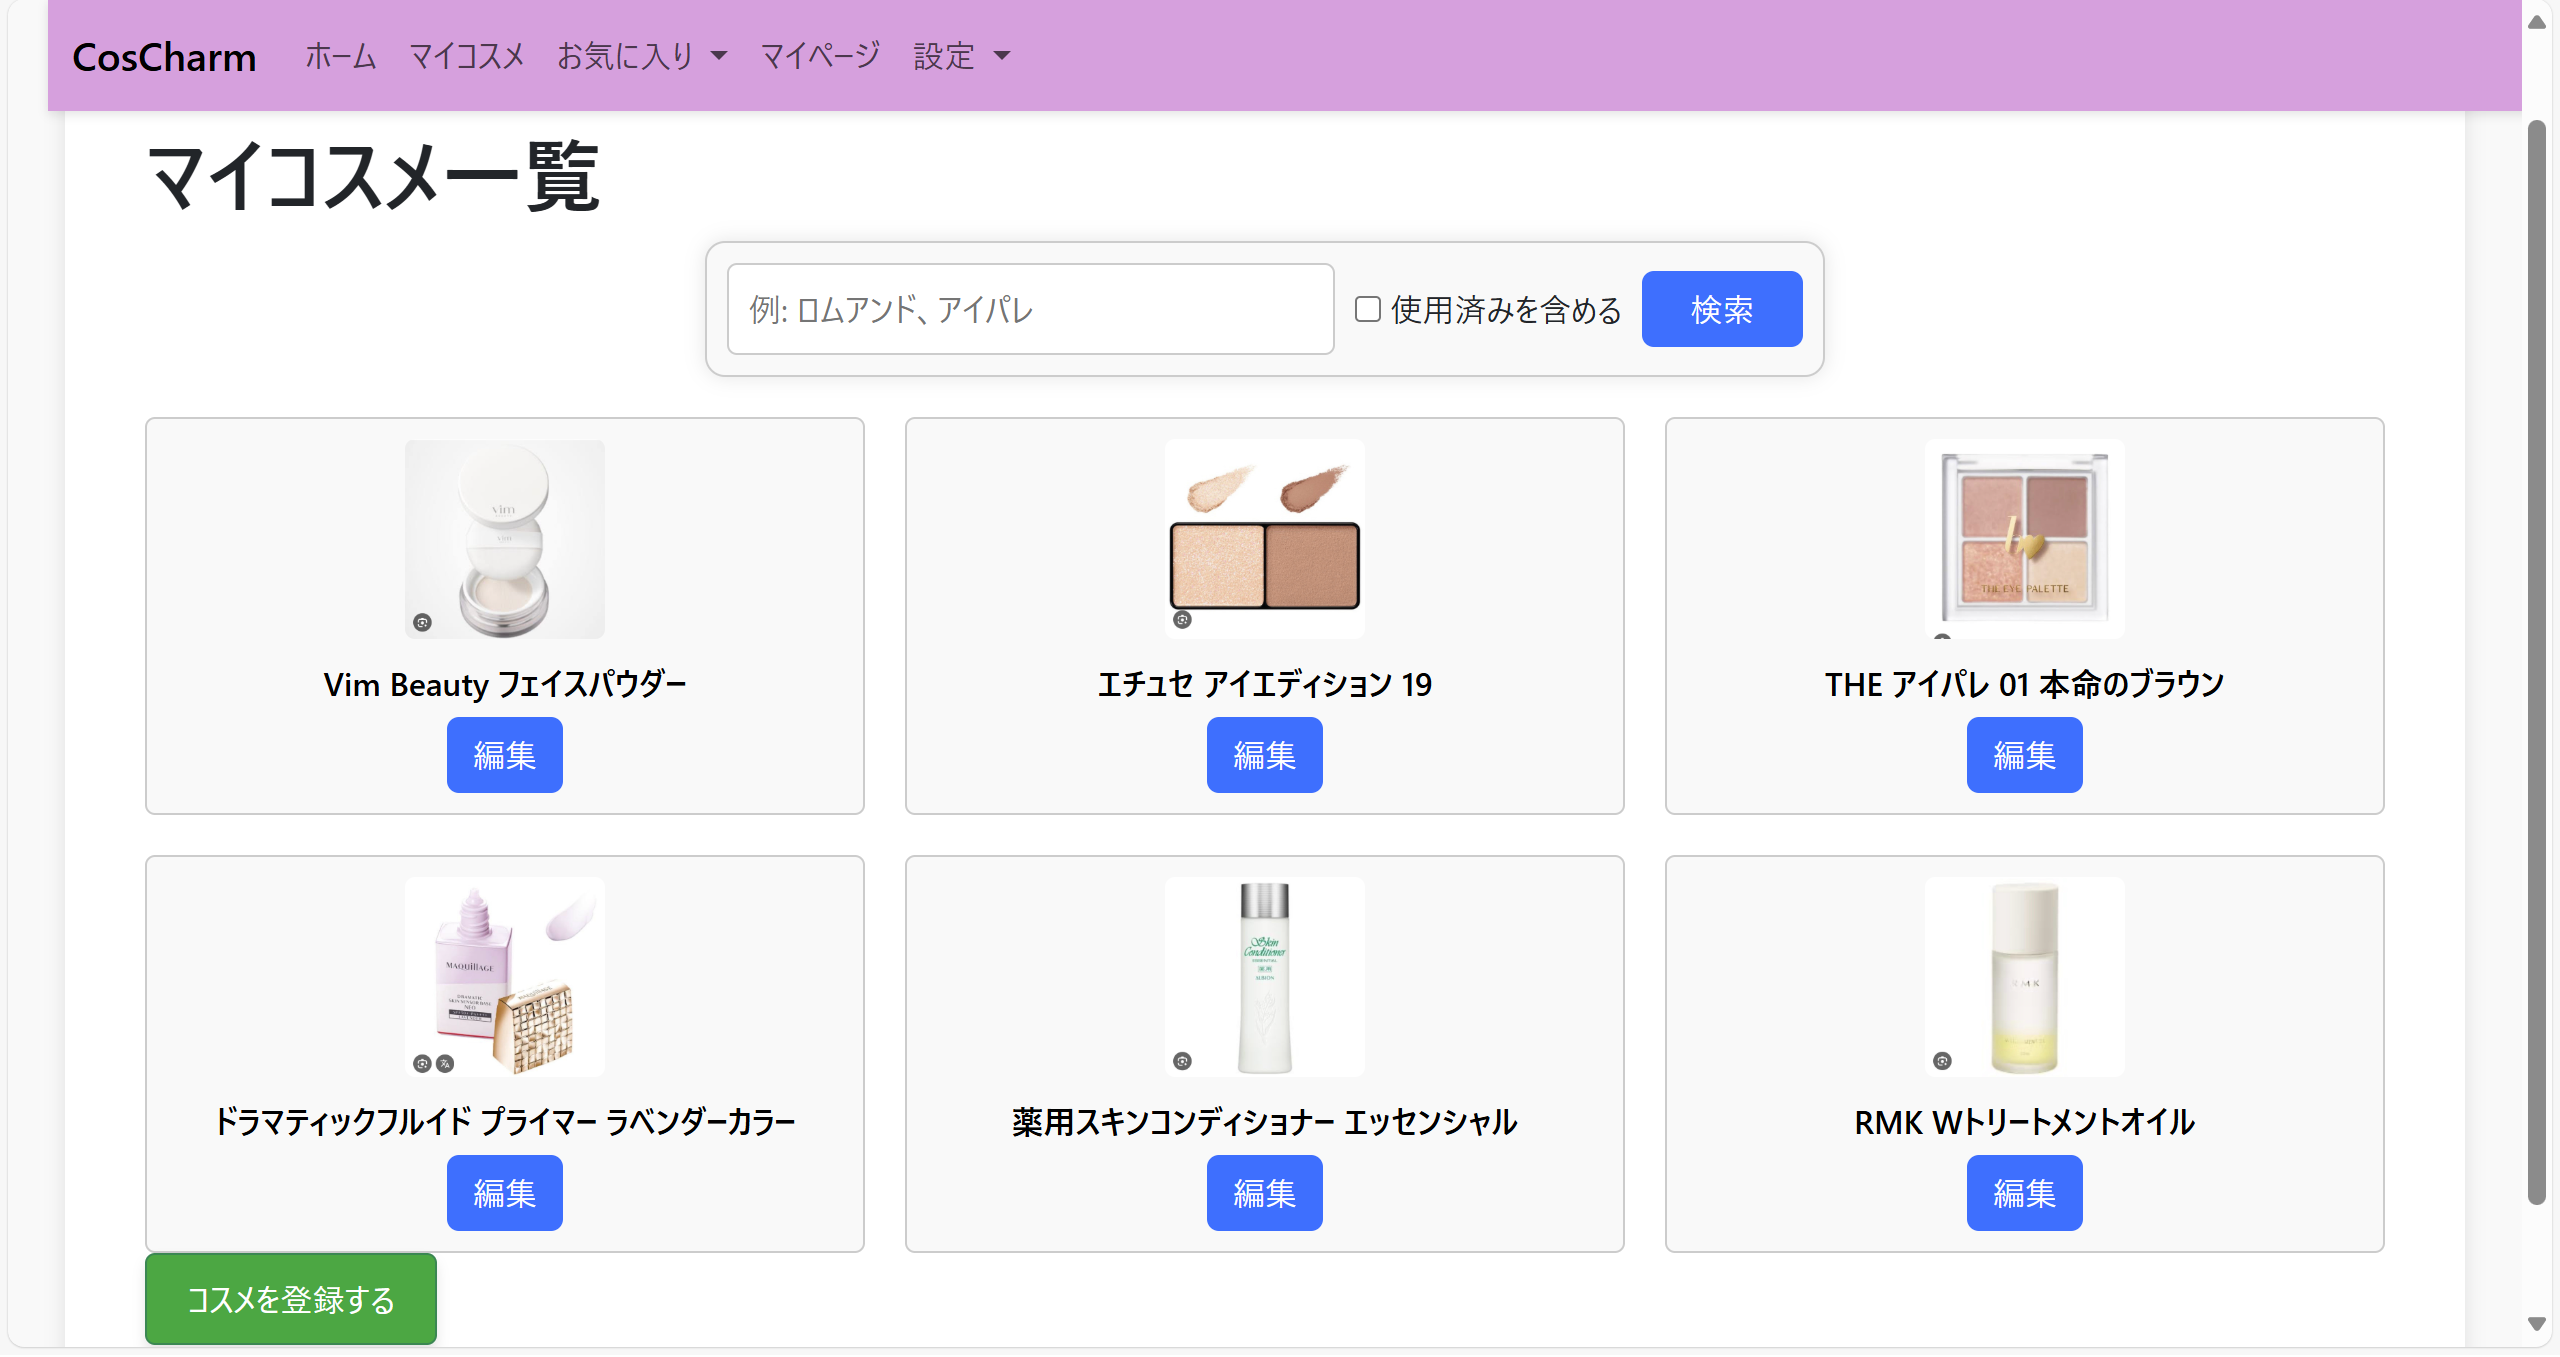 CosCharm ホーム マイコスメ お気に入り マイページ 設定
マイコスメ一覧
例: ロムアンド、アイパレ 使用済みを含める 検索
vim
THE EYE PALETTE
Vim Beauty フェイスパウダー
エチュセ アイエディション 19
THE アイパレ 01 本命のブラウン
編集
編集
編集
MAQuillAGE
Skin
Conditioner
ESSENTIAL
薬用
ALBION
RMK
ドラマティックフルイド プライマー ラベンダーカラー
薬用スキンコンディショナー エッセンシャル
RMK Wトリートメントオイル
編集
編集
編集
コスメを登録する